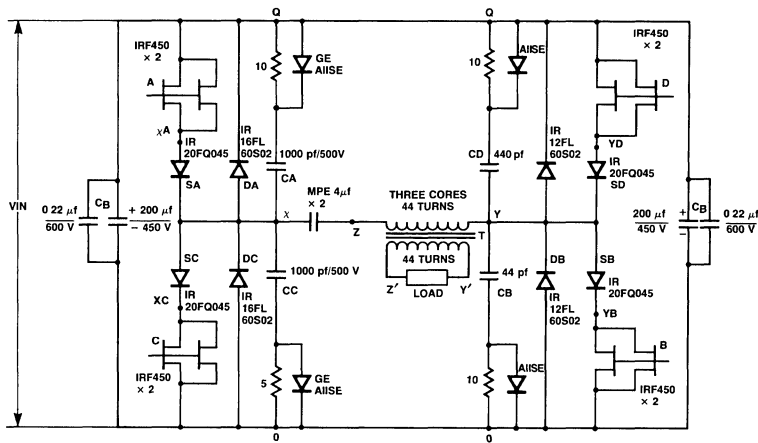 Q
Q
IRF450
× 2
A
χA
10
GE
AIISE
10
AIISE
IRF450
× 2
D
YD
IR
20FQ045
SA
IR
16FL
60S02
DA
1000 pf/500V
CA
CD
440 pf
IR
12FL
60S02
IR
20FQ045
SD
VIN
0 22 μf
600 V
CB
+ 200 μf
– 450 V
MPE 4μf
× 2
χ
Z
THREE CORES
44 TURNS
T
Y
44 TURNS
Z′
LOAD
Y′
200 μf
450 V
+
–
CB
0 22 μf
600 V
SC
IR
20FQ045
XC
DC
IR
16FL
60S02
1000 pf/500 V
CC
44 pf
CB
DB
IR
12FL
60S02
SB
IR
20FQ045
YB
C
IRF450
× 2
5
GE
AIISE
10
AIISE
B
IRF450
× 2
0
0